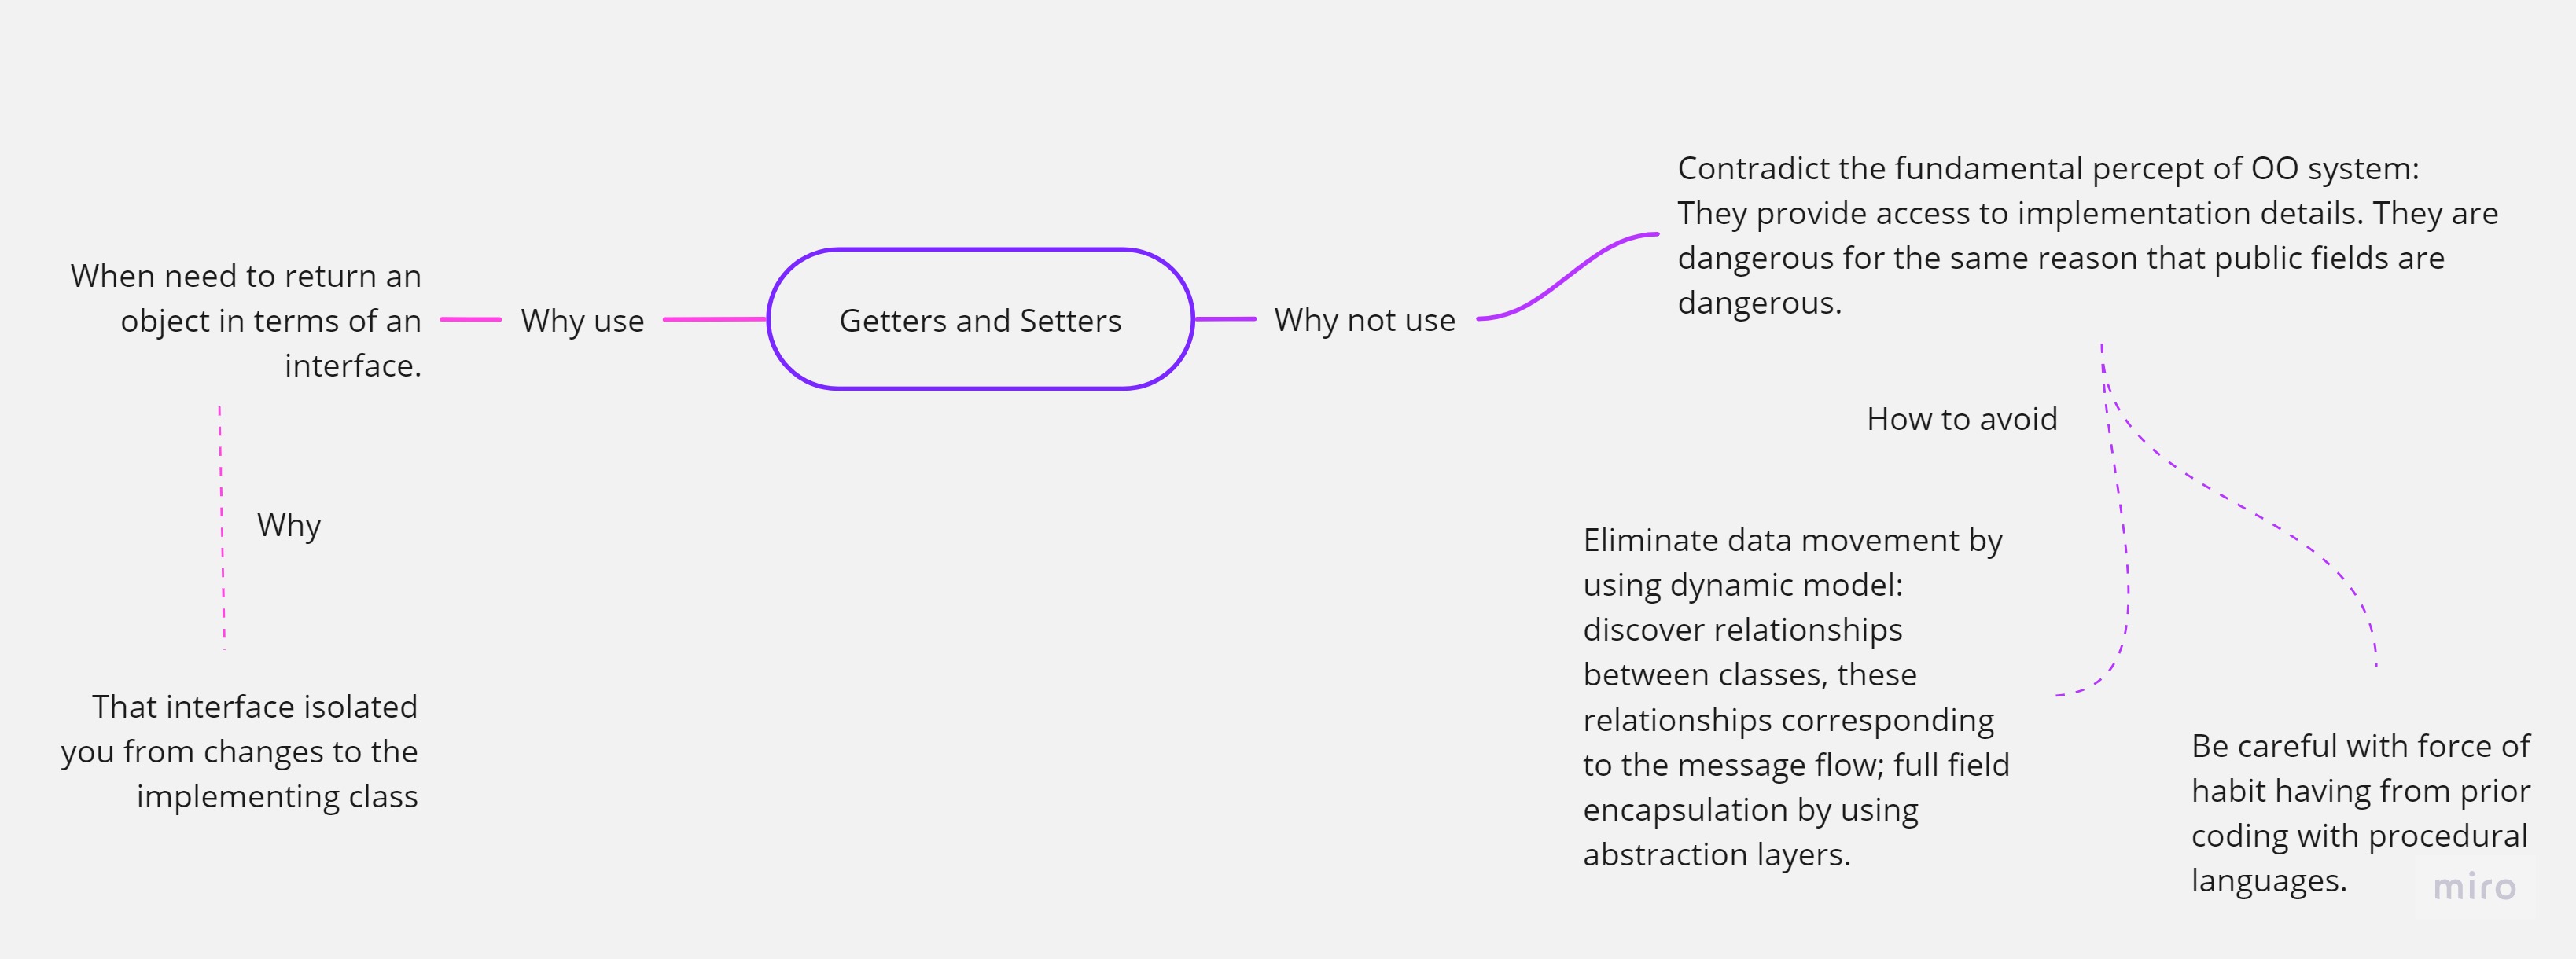 When need to return an
object in terms of an
interface.
Why use
Getters and Setters
Why not use
Contradict the fundamental percept of OO system:
They provide access to implementation details. They are
dangerous for the same reason that public fields are
dangerous.
Why
That interface isolated
you from changes to the
implementing class
How to avoid
Eliminate data movement by
using dynamic model:
discover relationships
between classes, these
relationships corresponding
to the message flow; full field
encapsulation by using
abstraction layers.
Be careful with force of
habit having from prior
coding with procedural
languages.
miro